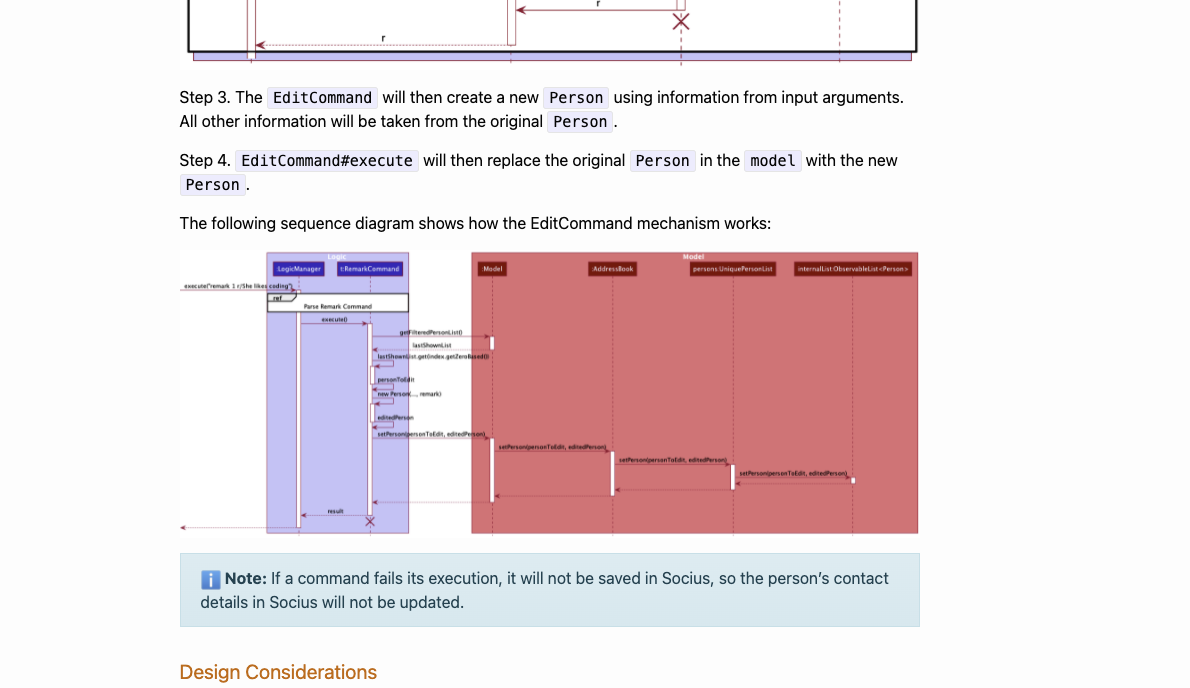 r
r
Step 3. The EditCommand will then create a new Person using information from input arguments.
All other information will be taken from the original Person.
Step 4. EditCommand#execute will then replace the original Person in the model with the new
Person.
The following sequence diagram shows how the EditCommand mechanism works:
Logic
Model
:LogicManager
t:RemarkCommand
:Model
:AddressBook
persons:UniquePersonList
internalList:ObservableList<Person>
execute("remark 1 r/She likes coding")
ref
Parse Remark Command
execute()
getFilteredPersonList()
lastShownList
lastShownList.get(index.getZeroBased())
personToEdit
new Person(..., remark)
editedPerson
setPerson(personToEdit, editedPerson)
setPerson(personToEdit, editedPerson)
setPerson(personToEdit, editedPerson)
setPerson(personToEdit, editedPerson)
result
Note: If a command fails its execution, it will not be saved in Socius, so the person's contact
details in Socius will not be updated.
Design Considerations